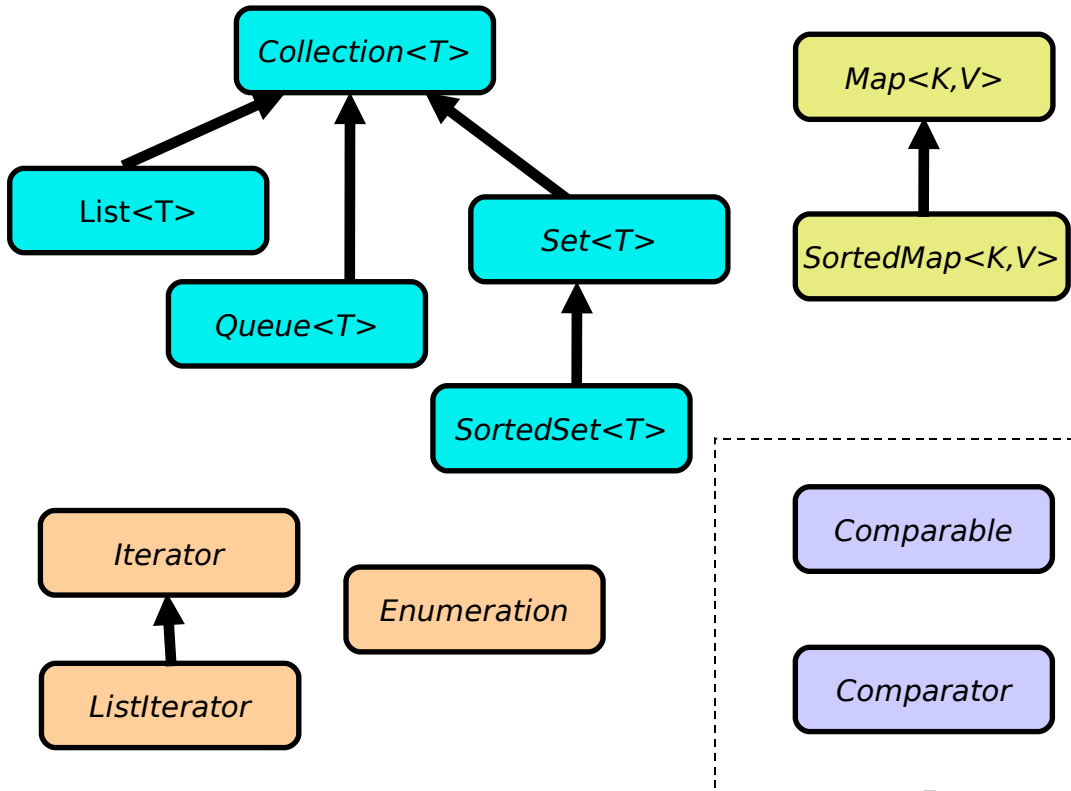 Collection<T>
Map<K,V>
List<T>
Set<T>
SortedMap<K,V>
Queue<T>
SortedSet<T>
Iterator
Comparable
Enumeration
ListIterator
Comparator